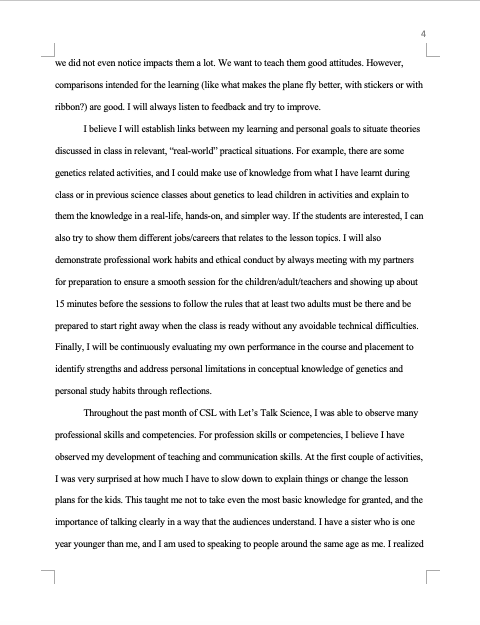 4
we did not even notice impacts them a lot. We want to teach them good attitudes. However,
comparisons intended for the learning (like what makes the plane fly better, with stickers or with
ribbon?) are good. I will always listen to feedback and try to improve.
I believe I will establish links between my learning and personal goals to situate theories
discussed in class in relevant, “real-world” practical situations. For example, there are some
genetics related activities, and I could make use of knowledge from what I have learnt during
class or in previous science classes about genetics to lead children in activities and explain to
them the knowledge in a real-life, hands-on, and simpler way. If the students are interested, I can
also try to show them different jobs/careers that relates to the lesson topics. I will also
demonstrate professional work habits and ethical conduct by always meeting with my partners
for preparation to ensure a smooth session for the children/adult/teachers and showing up about
15 minutes before the sessions to follow the rules that at least two adults must be there and be
prepared to start right away when the class is ready without any avoidable technical difficulties.
Finally, I will be continuously evaluating my own performance in the course and placement to
identify strengths and address personal limitations in conceptual knowledge of genetics and
personal study habits through reflections.
Throughout the past month of CSL with Let’s Talk Science, I was able to observe many
professional skills and competencies. For profession skills or competencies, I believe I have
observed my development of teaching and communication skills. At the first couple of activities,
I was very surprised at how much I have to slow down to explain things or change the lesson
plans for the kids. This taught me not to take even the most basic knowledge for granted, and the
importance of talking clearly in a way that the audiences understand. I have a sister who is one
year younger than me, and I am used to speaking to people around the same age as me. I realized